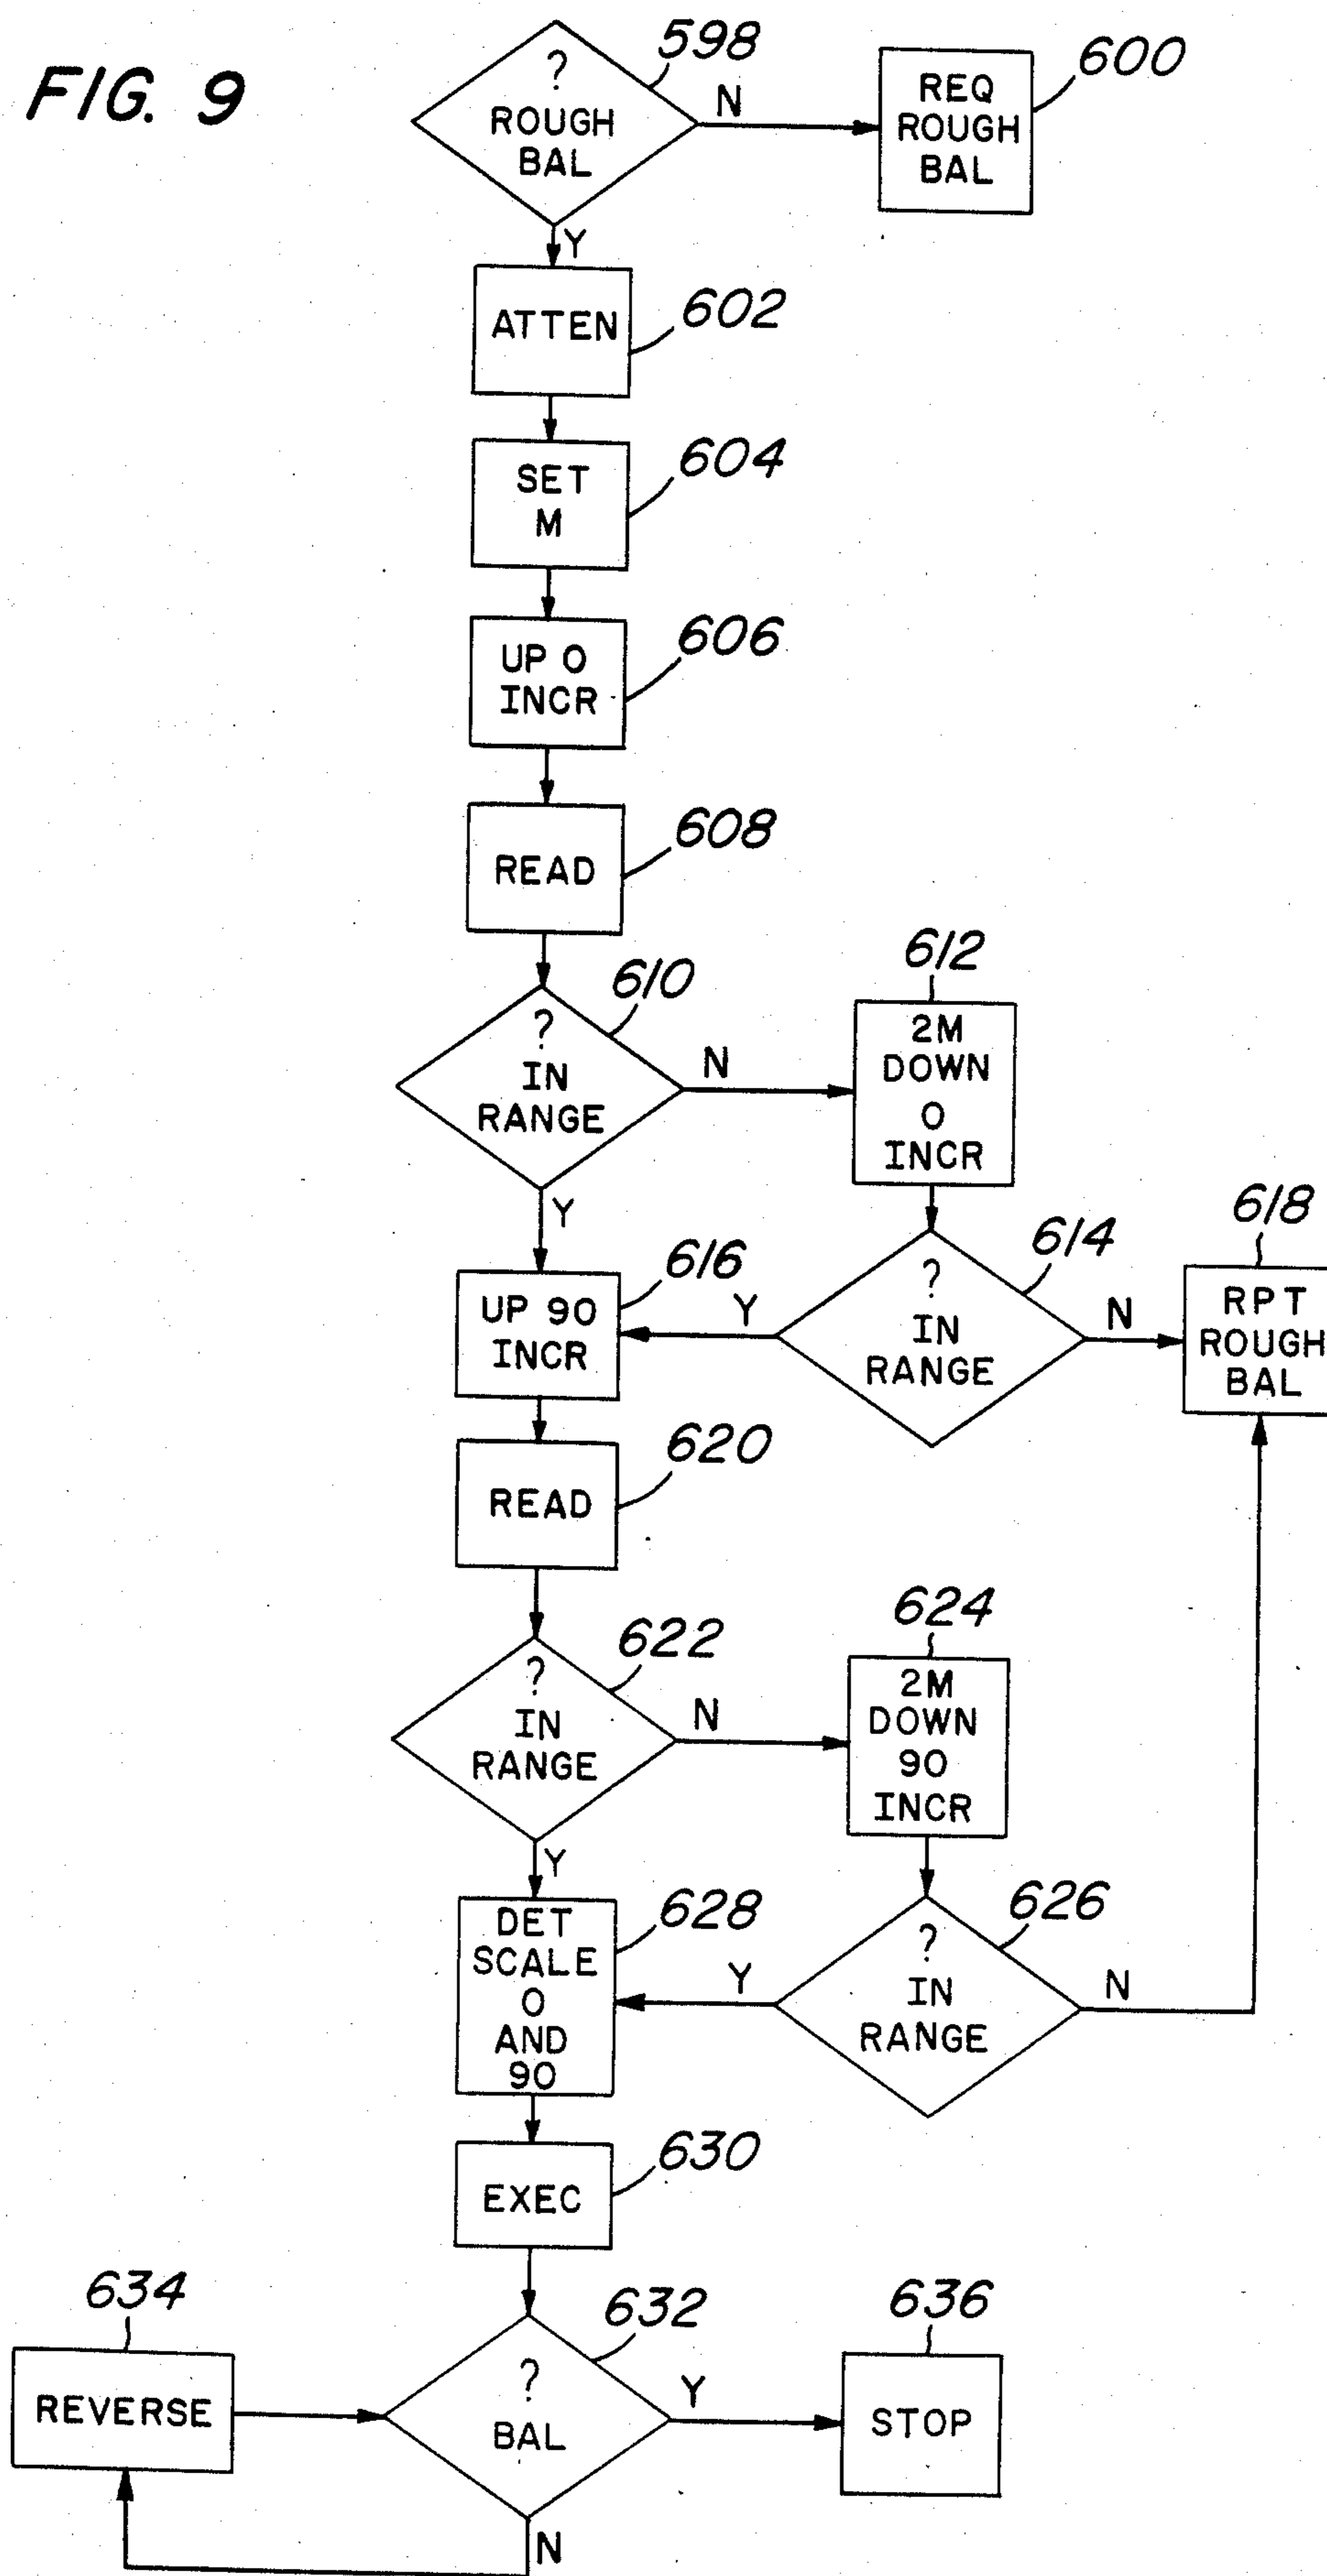 FIG. 9
?
ROUGH
BAL
598
N
REQ
ROUGH
BAL
600
Y
ATTEN
602
SET
M
604
UP 0
INCR
606
READ
608
?
IN
RANGE
610
N
612
2M
DOWN
0
INCR
Y
?
IN
RANGE
614
Y
N
618
RPT
ROUGH
BAL
UP 90
INCR
616
READ
620
?
IN
RANGE
622
N
624
2M
DOWN
90
INCR
Y
?
IN
RANGE
626
Y
N
DET
SCALE
0
AND
90
628
EXEC
630
634
REVERSE
?
BAL
632
Y
636
STOP
N